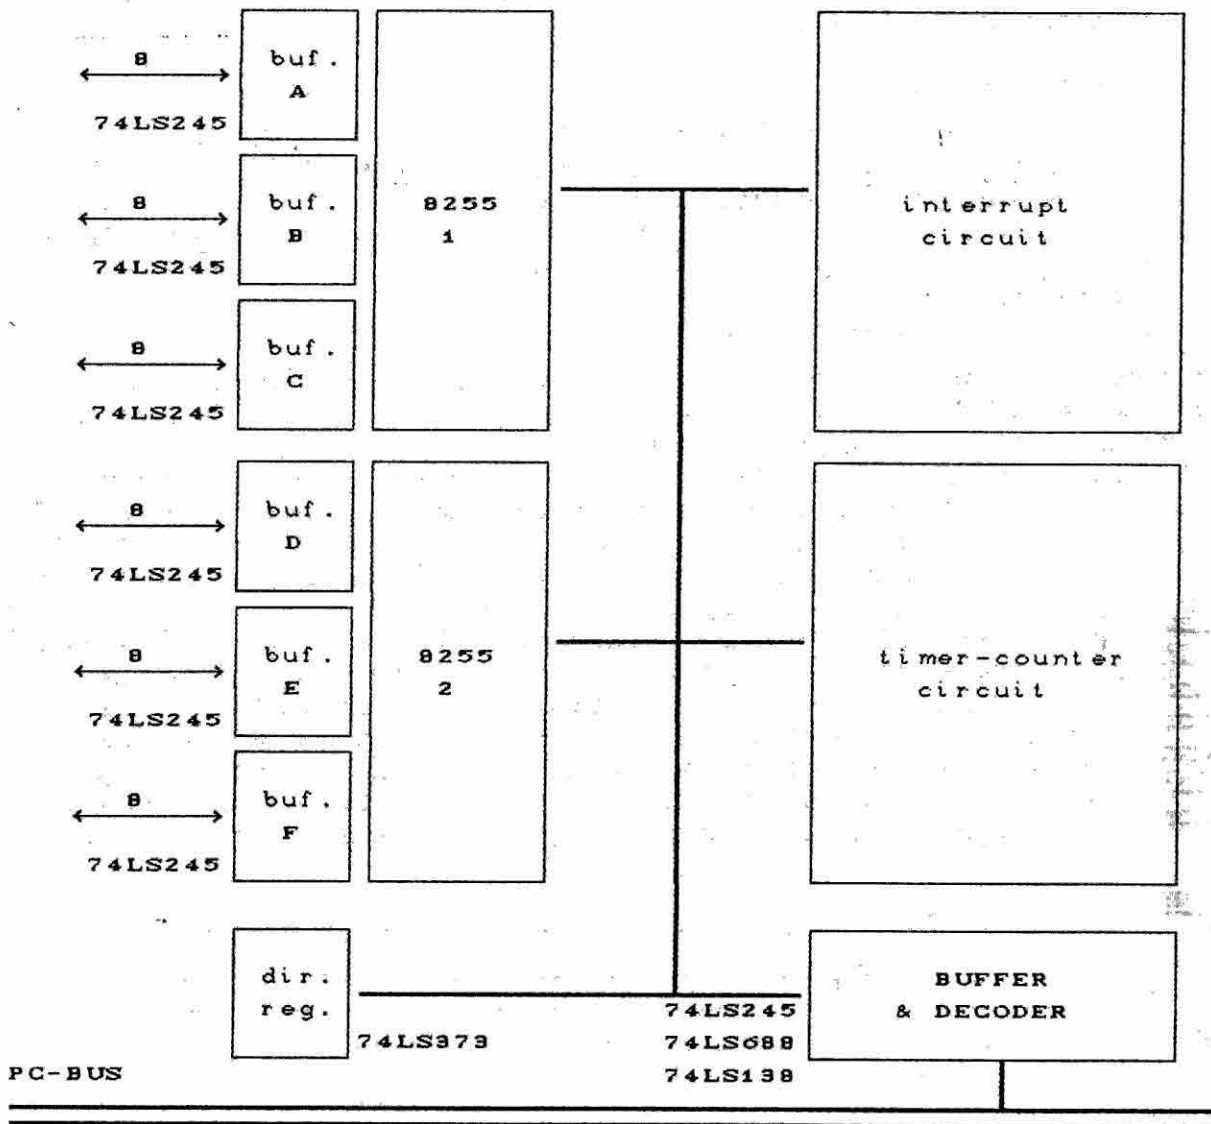 8
buf.
A
74LS245
8
buf.
B
74LS245
8255
1
interrupt
circuit
8
buf.
C
74LS245
8
buf.
D
74LS245
8
buf.
E
74LS245
8255
2
timer-counter
circuit
8
buf.
F
74LS245
dir.
reg.
74LS373
74LS245
74LS688
74LS138
BUFFER
& DECODER
PC-BUS